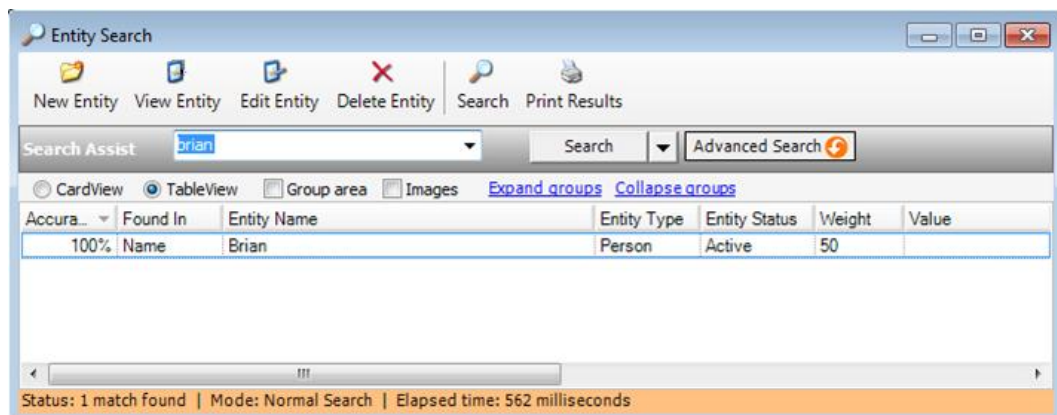 Entity Search
New Entity View Entity Edit Entity Delete Entity Search Print Results
Search Assist brian Search Advanced Search
CardView TableView Group area Images Expand groups Collapse groups
Accura... Found In Entity Name Entity Type Entity Status Weight Value
100% Name Brian Person Active 50
Status: 1 match found | Mode: Normal Search | Elapsed time: 562 milliseconds